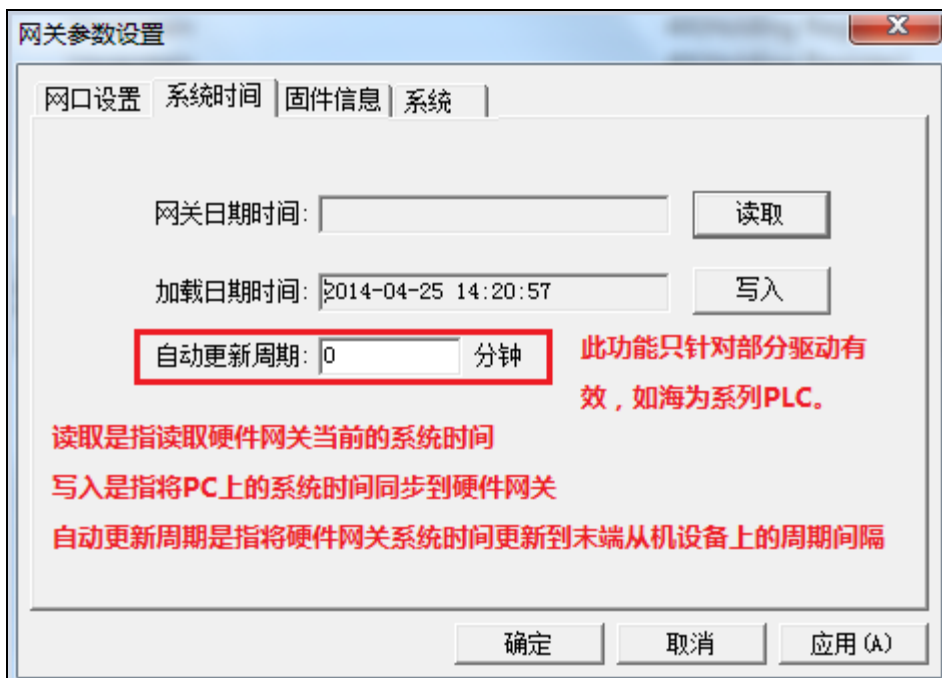 网关参数设置
网口设置 系统时间 固件信息 系统
网关日期时间: 读取
加载日期时间: 2014-04-25 14:20:57 写入
自动更新周期: 0 分钟
此功能只针对部分驱动有
效，如海为系列PLC。
读取是指读取硬件网关当前的系统时间
写入是指将PC上的系统时间同步到硬件网关
自动更新周期是指将硬件网关系统时间更新到末端从机设备上的周期间隔
确定 取消 应用(A)